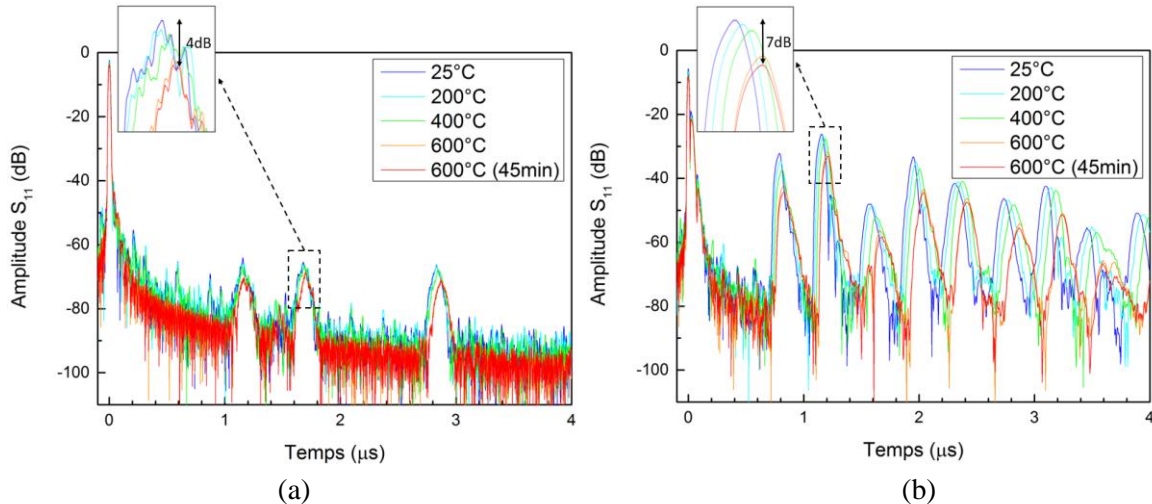 4dB
25°C
200°C
400°C
600°C
600°C (45min)
Amplitude S11 (dB)
0
-20
-40
-60
-80
-100
0
1
2
3
4
Temps (μs)
(a)
7dB
25°C
200°C
400°C
600°C
600°C (45min)
Amplitude S11 (dB)
0
-20
-40
-60
-80
-100
0
1
2
3
4
Temps (μs)
(b)